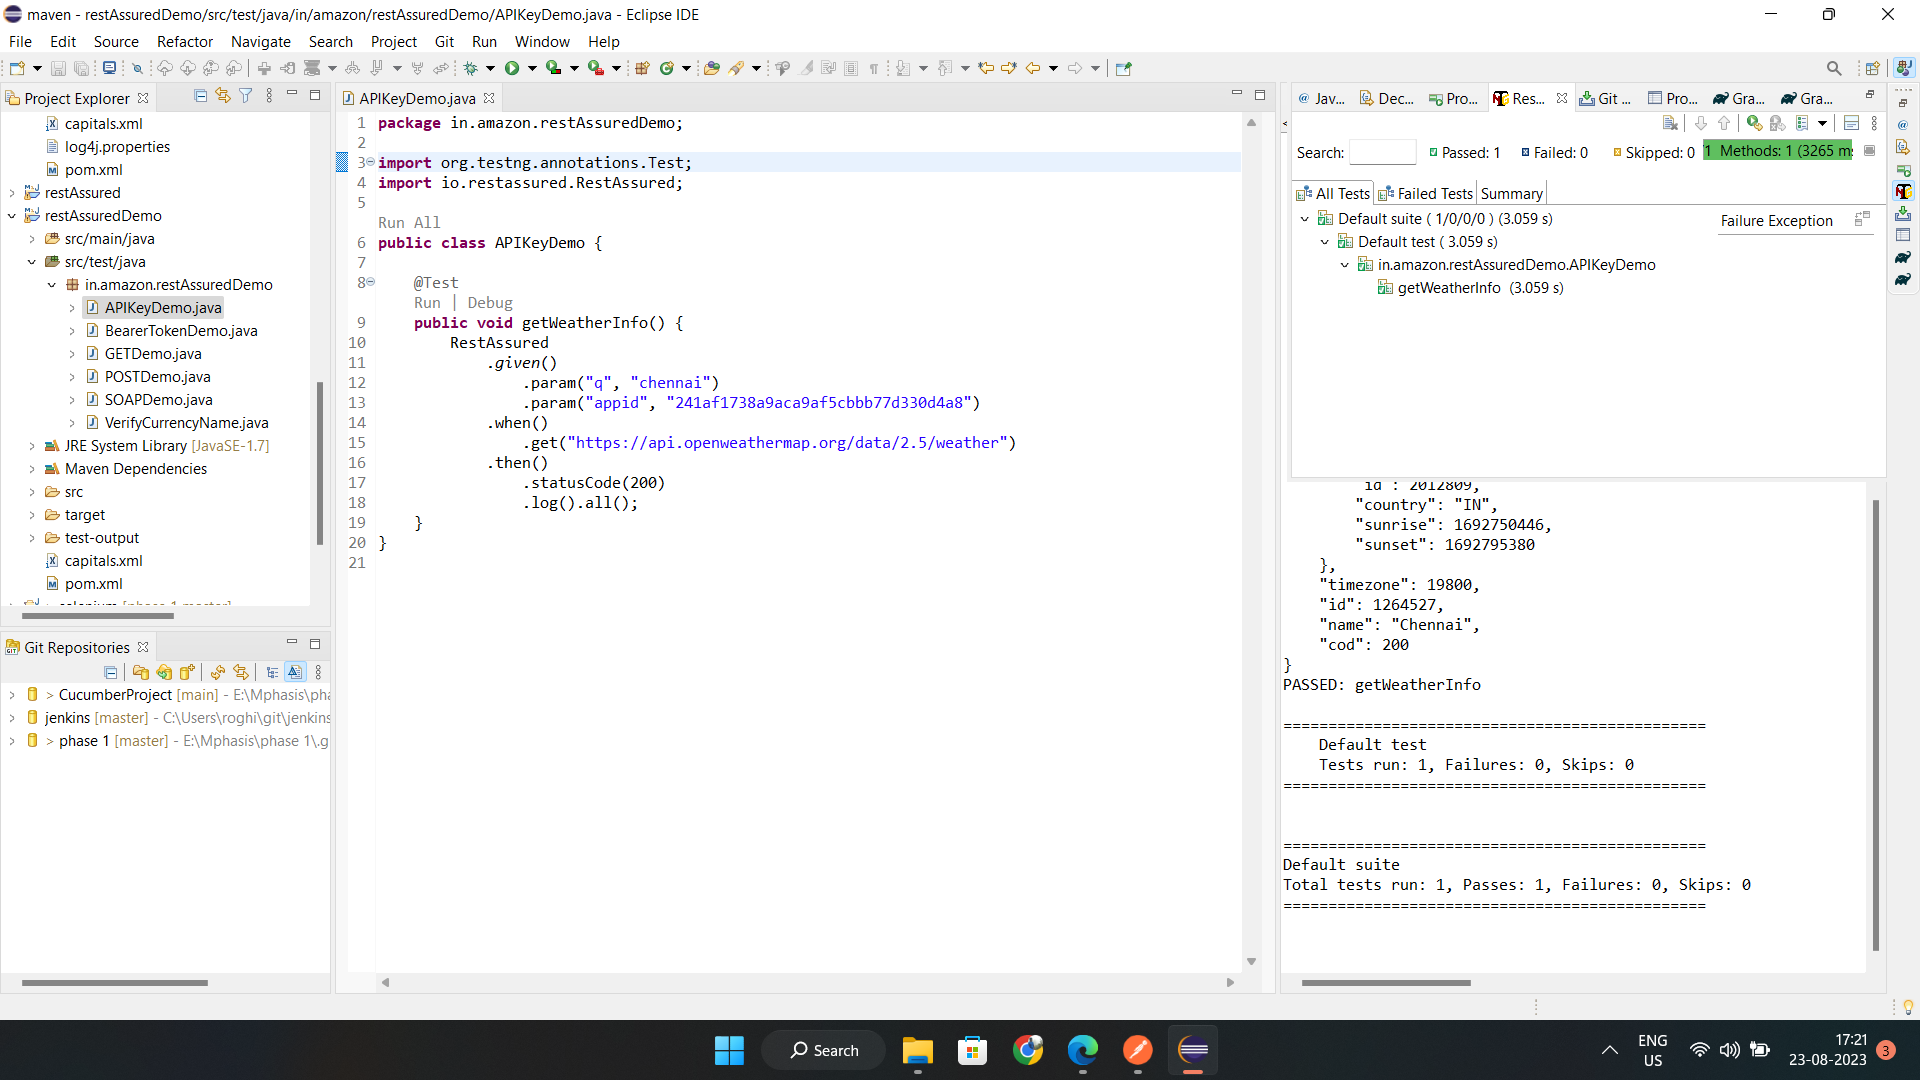 maven - restAssuredDemo/src/test/java/in/amazon/restAssuredDemo/APIKeyDemo.java - Eclipse IDE
File Edit Source Refactor Navigate Search Project Git Run Window Help
Project Explorer
capitals.xml
log4j.properties
pom.xml
restAssured
restAssuredDemo
src/main/java
src/test/java
in.amazon.restAssuredDemo
APIKeyDemo.java
BearerTokenDemo.java
GETDemo.java
POSTDemo.java
SOAPDemo.java
VerifyCurrencyName.java
JRE System Library [JavaSE-1.7]
Maven Dependencies
src
target
test-output
capitals.xml
pom.xml
Git Repositories
> CucumberProject [main] - E:\Mphasis\pha
jenkins [master] - C:\Users\roghi\git\jenkins
> phase 1 [master] - E:\Mphasis\phase 1\.g
APIKeyDemo.java
1 package in.amazon.restAssuredDemo;
2
3 import org.testng.annotations.Test;
4 import io.restassured.RestAssured;
5
Run All
6 public class APIKeyDemo {
7
8 @Test
Run | Debug
9 public void getWeatherInfo() {
10 RestAssured
11 .given()
12 .param("q", "chennai")
13 .param("appid", "241af1738a9aca9af5cbbb77d330d4a8")
14 .when()
15 .get("https://api.openweathermap.org/data/2.5/weather")
16 .then()
17 .statusCode(200)
18 .log().all();
19 }
20 }
21
Jav... Dec... Pro... Res... Git ... Pro... Gra... Gra...
Search: Passed: 1 Failed: 0 Skipped: 0 Methods: 1 (3265 ms
All Tests Failed Tests Summary
Default suite ( 1/0/0/0 ) (3.059 s)
Failure Exception
Default test ( 3.059 s)
in.amazon.restAssuredDemo.APIKeyDemo
getWeatherInfo (3.059 s)
"id": 2012809,
"country": "IN",
"sunrise": 1692750446,
"sunset": 1692795380
},
"timezone": 19800,
"id": 1264527,
"name": "Chennai",
"cod": 200
}
PASSED: getWeatherInfo
===============================================
Default test
Tests run: 1, Failures: 0, Skips: 0
===============================================
===============================================
Default suite
Total tests run: 1, Passes: 1, Failures: 0, Skips: 0
===============================================
Search
ENG
US
17:21
23-08-2023
3